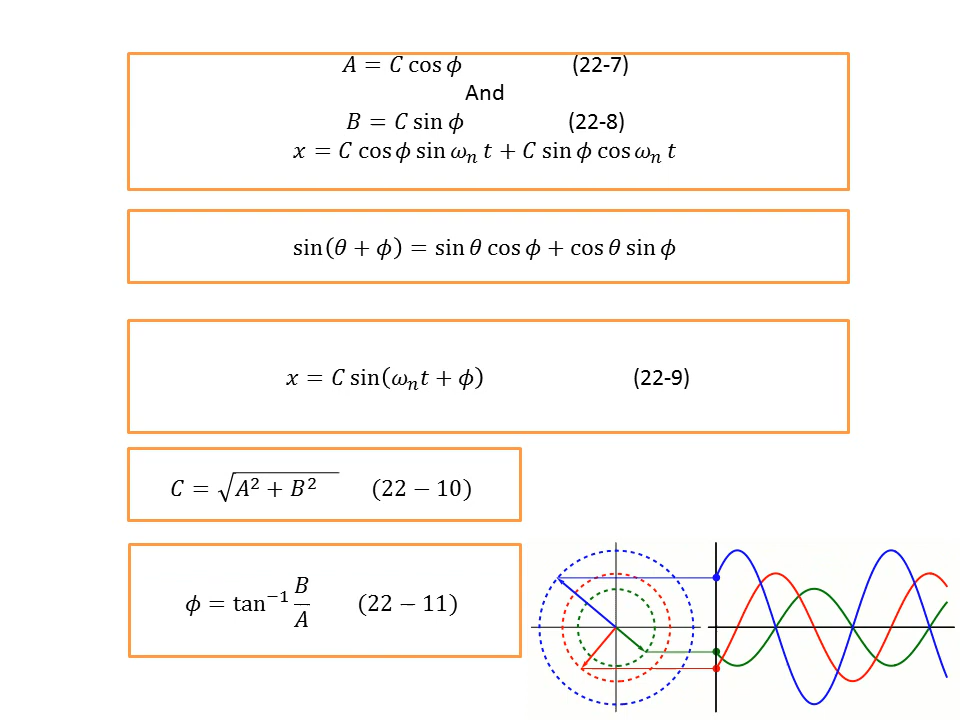 A = C cos ϕ (22-7)
And
B = C sin ϕ (22-8)
x = C cos ϕ sin ωₙ t + C sin ϕ cos ωₙ t
sin(θ + ϕ) = sin θ cos ϕ + cos θ sin ϕ
x = C sin(ωₙt + ϕ) (22-9)
C = √(A² + B²) (22 − 10)
ϕ = tan⁻¹ B/A (22 − 11)